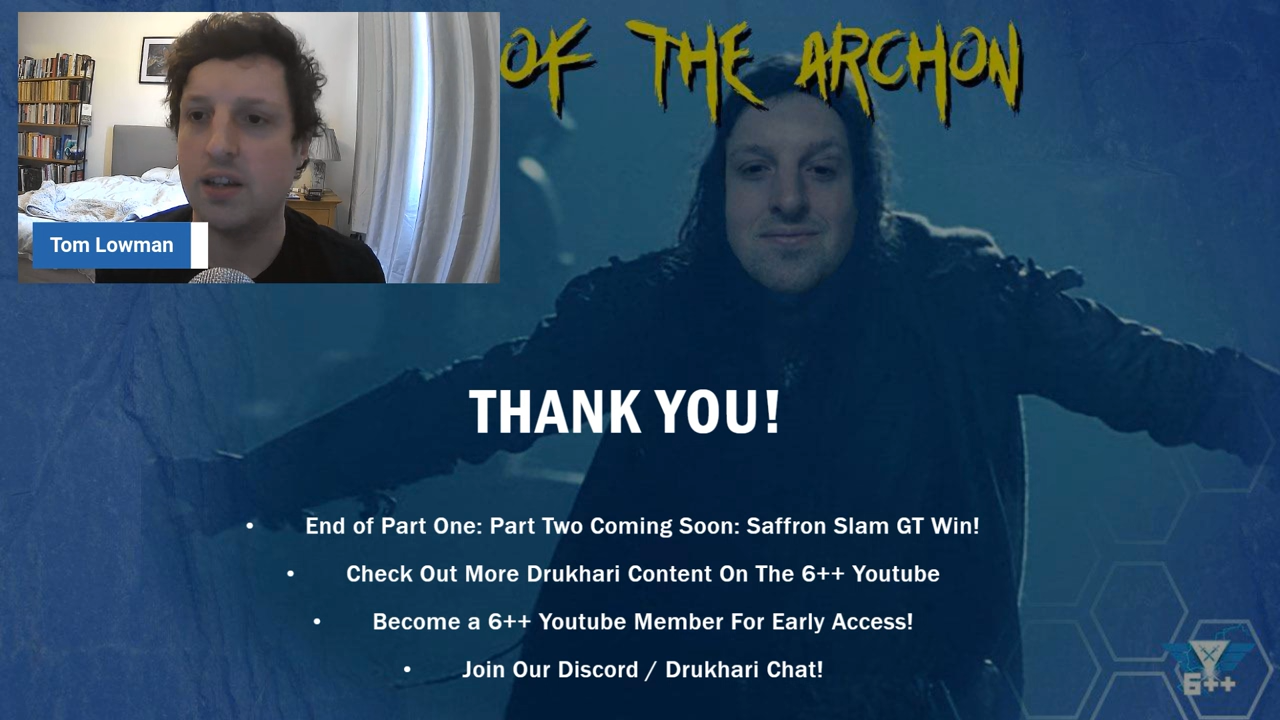 OF THE ARCHON
Tom Lowman
THANK YOU!
• End of Part One: Part Two Coming Soon: Saffron Slam GT Win!
• Check Out More Drukhari Content On The 6++ Youtube
• Become a 6++ Youtube Member For Early Access!
• Join Our Discord / Drukhari Chat!
6++